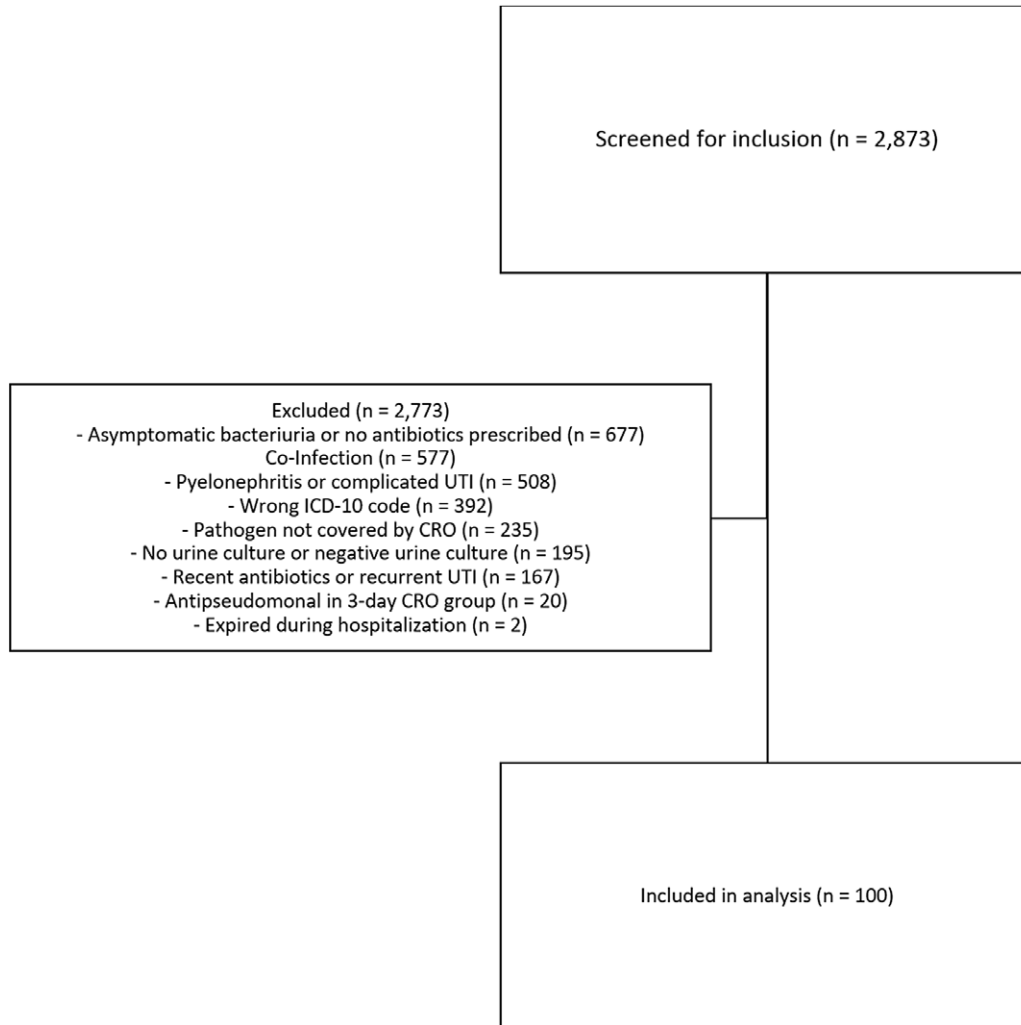 Screened for inclusion (n = 2,873)
Excluded (n = 2,773)
- Asymptomatic bacteriuria or no antibiotics prescribed (n = 677)
Co-Infection (n = 577)
- Pyelonephritis or complicated UTI (n = 508)
- Wrong ICD-10 code (n = 392)
- Pathogen not covered by CRO (n = 235)
- No urine culture or negative urine culture (n = 195)
- Recent antibiotics or recurrent UTI (n = 167)
- Antipseudomonal in 3-day CRO group (n = 20)
- Expired during hospitalization (n = 2)
Included in analysis (n = 100)